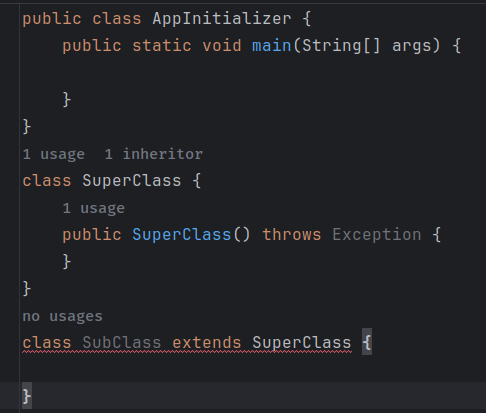 public class AppInitializer {
    public static void main(String[] args) {
    }
}
1 usage  1 inheritor
class SuperClass {
    1 usage
    public SuperClass() throws Exception {
    }
}
no usages
class SubClass extends SuperClass {
}